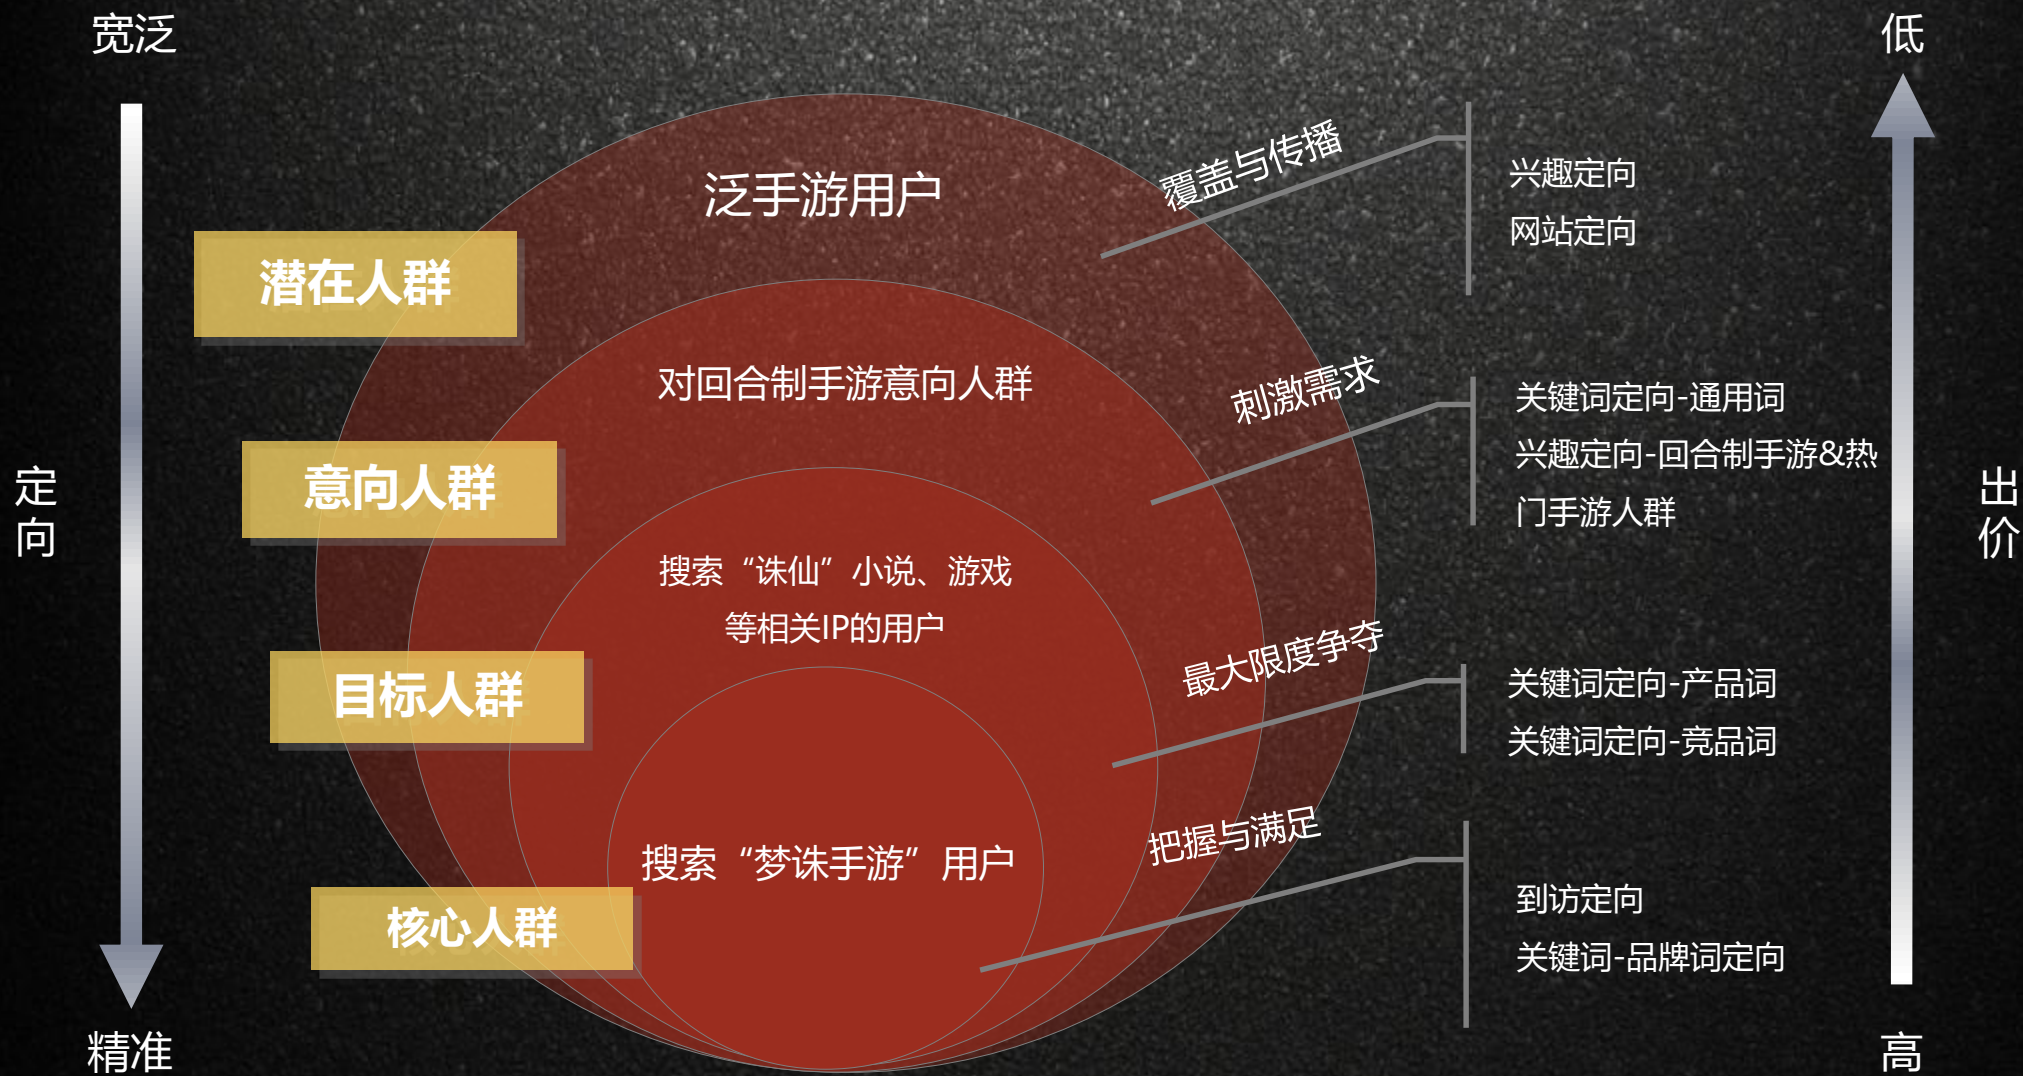 宽泛
低
泛手游用户
覆盖与传播
兴趣定向
网站定向
潜在人群
对回合制手游意向人群
刺激需求
关键词定向-通用词
兴趣定向-回合制手游&热
门手游人群
意向人群
定向
出价
搜索“诛仙”小说、游戏
等相关IP的用户
最大限度争夺
关键词定向-产品词
关键词定向-竞品词
目标人群
搜索“梦诛手游”用户
把握与满足
到访定向
关键词-品牌词定向
核心人群
精准
高